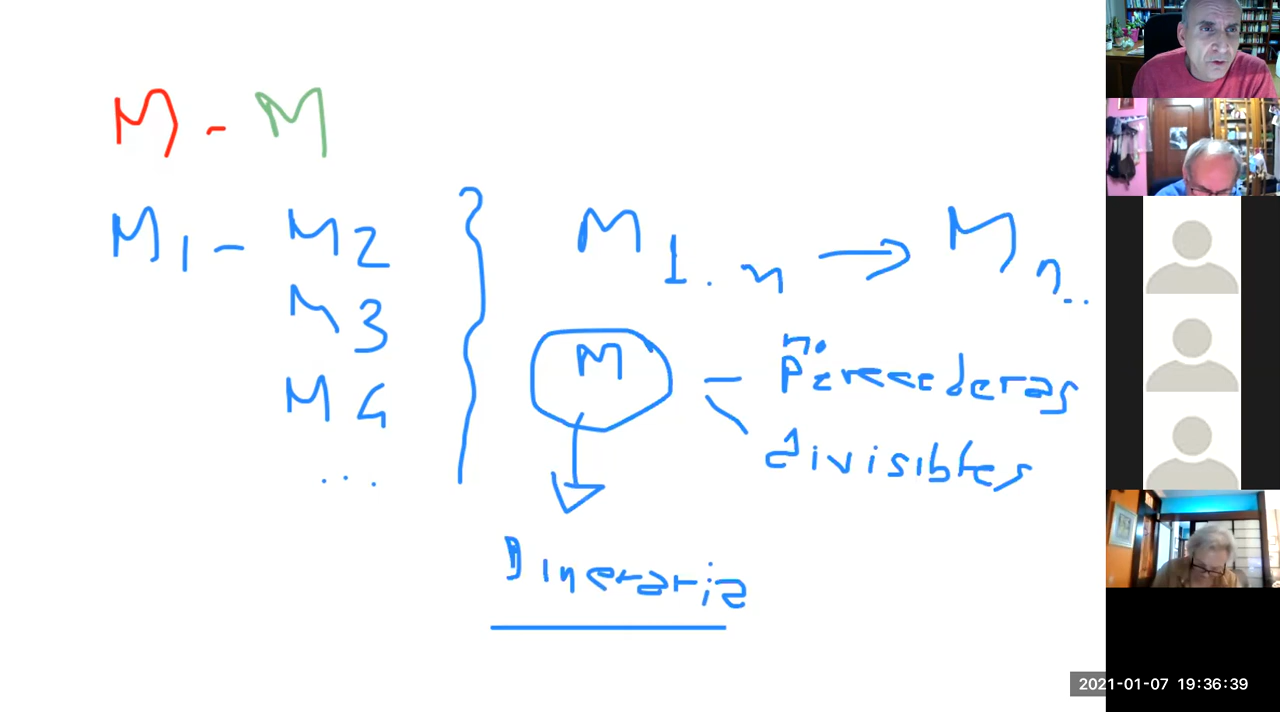 M - M
M1 - M2
M3
M4
...
M1.n → Mn..
M
no
Perecederas
divisibles
Dineraria
2021-01-07 19:36:39